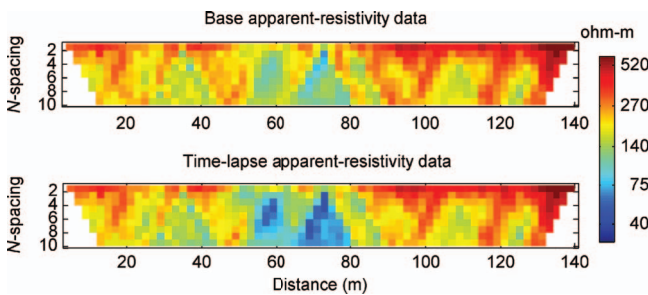 Base apparent-resistivity data
ohm-m
N-spacing
2
4
6
8
10
20 40 60 80 100 120 140
520
270
140
75
40
Time-lapse apparent-resistivity data
N-spacing
2
4
6
8
10
20 40 60 80 100 120 140
Distance (m)